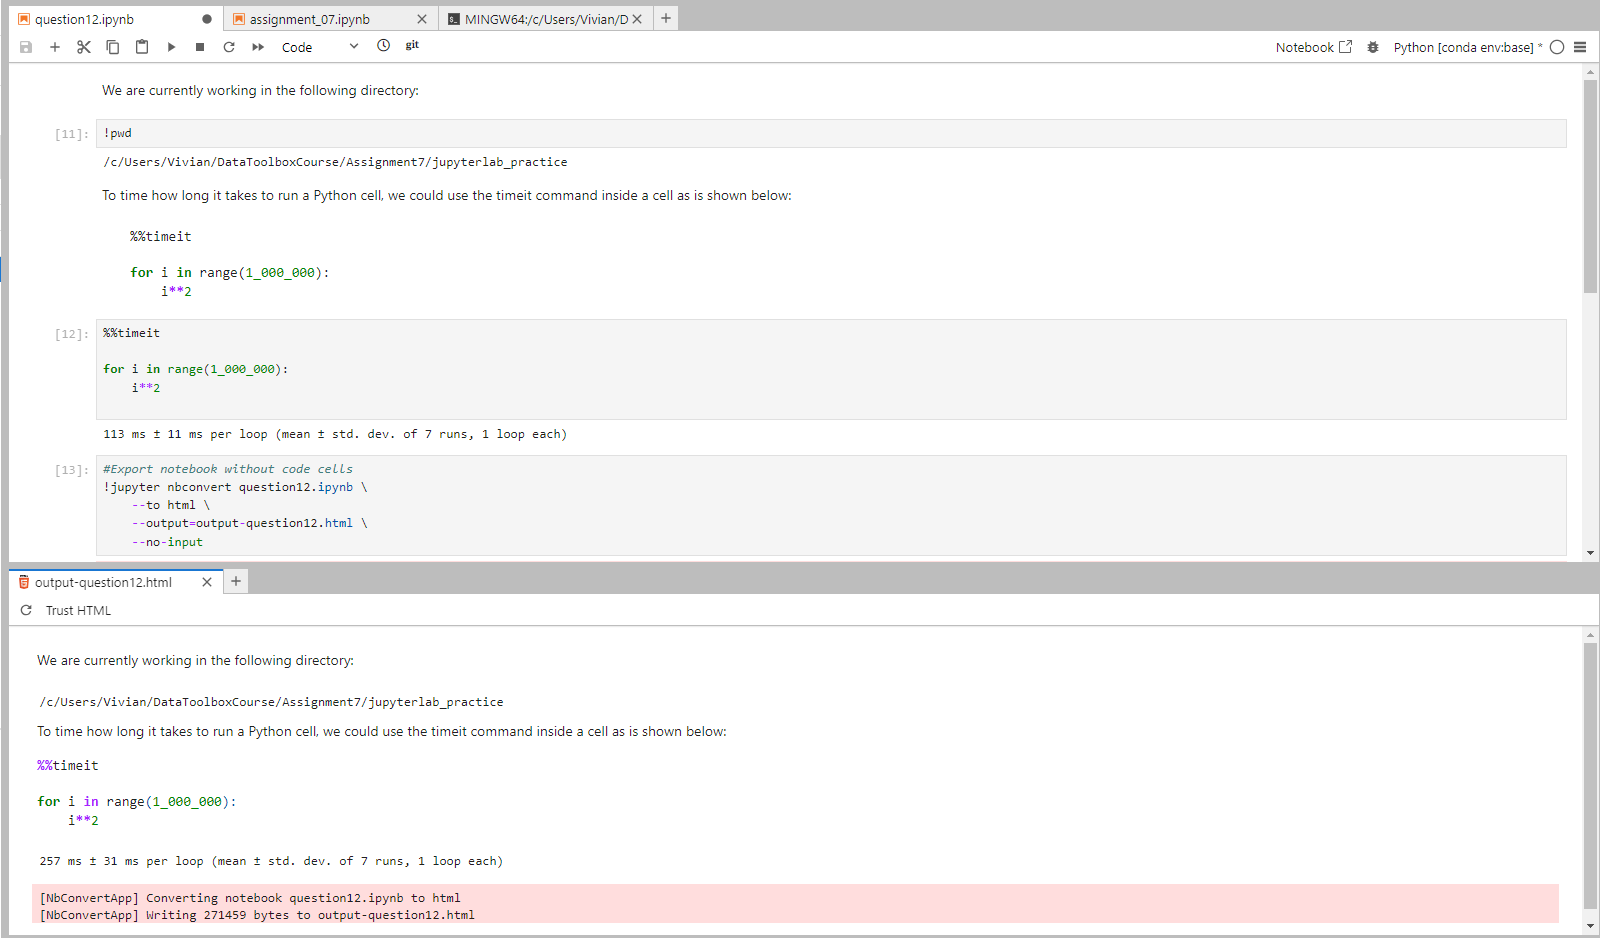 question12.ipynb
assignment_07.ipynb
MINGW64:/c/Users/Vivian/D
Code
git
Notebook
Python [conda env:base] *
We are currently working in the following directory:
[11]:
!pwd
/c/Users/Vivian/DataToolboxCourse/Assignment7/jupyterlab_practice
To time how long it takes to run a Python cell, we could use the timeit command inside a cell as is shown below:
%%timeit
for i in range(1_000_000):
    i**2
[12]:
%%timeit
for i in range(1_000_000):
    i**2
113 ms ± 11 ms per loop (mean ± std. dev. of 7 runs, 1 loop each)
[13]:
#Export notebook without code cells
!jupyter nbconvert question12.ipynb \
    --to html \
    --output=output-question12.html \
    --no-input
output-question12.html
Trust HTML
We are currently working in the following directory:
/c/Users/Vivian/DataToolboxCourse/Assignment7/jupyterlab_practice
To time how long it takes to run a Python cell, we could use the timeit command inside a cell as is shown below:
%%timeit
for i in range(1_000_000):
    i**2
257 ms ± 31 ms per loop (mean ± std. dev. of 7 runs, 1 loop each)
[NbConvertApp] Converting notebook question12.ipynb to html
[NbConvertApp] Writing 271459 bytes to output-question12.html